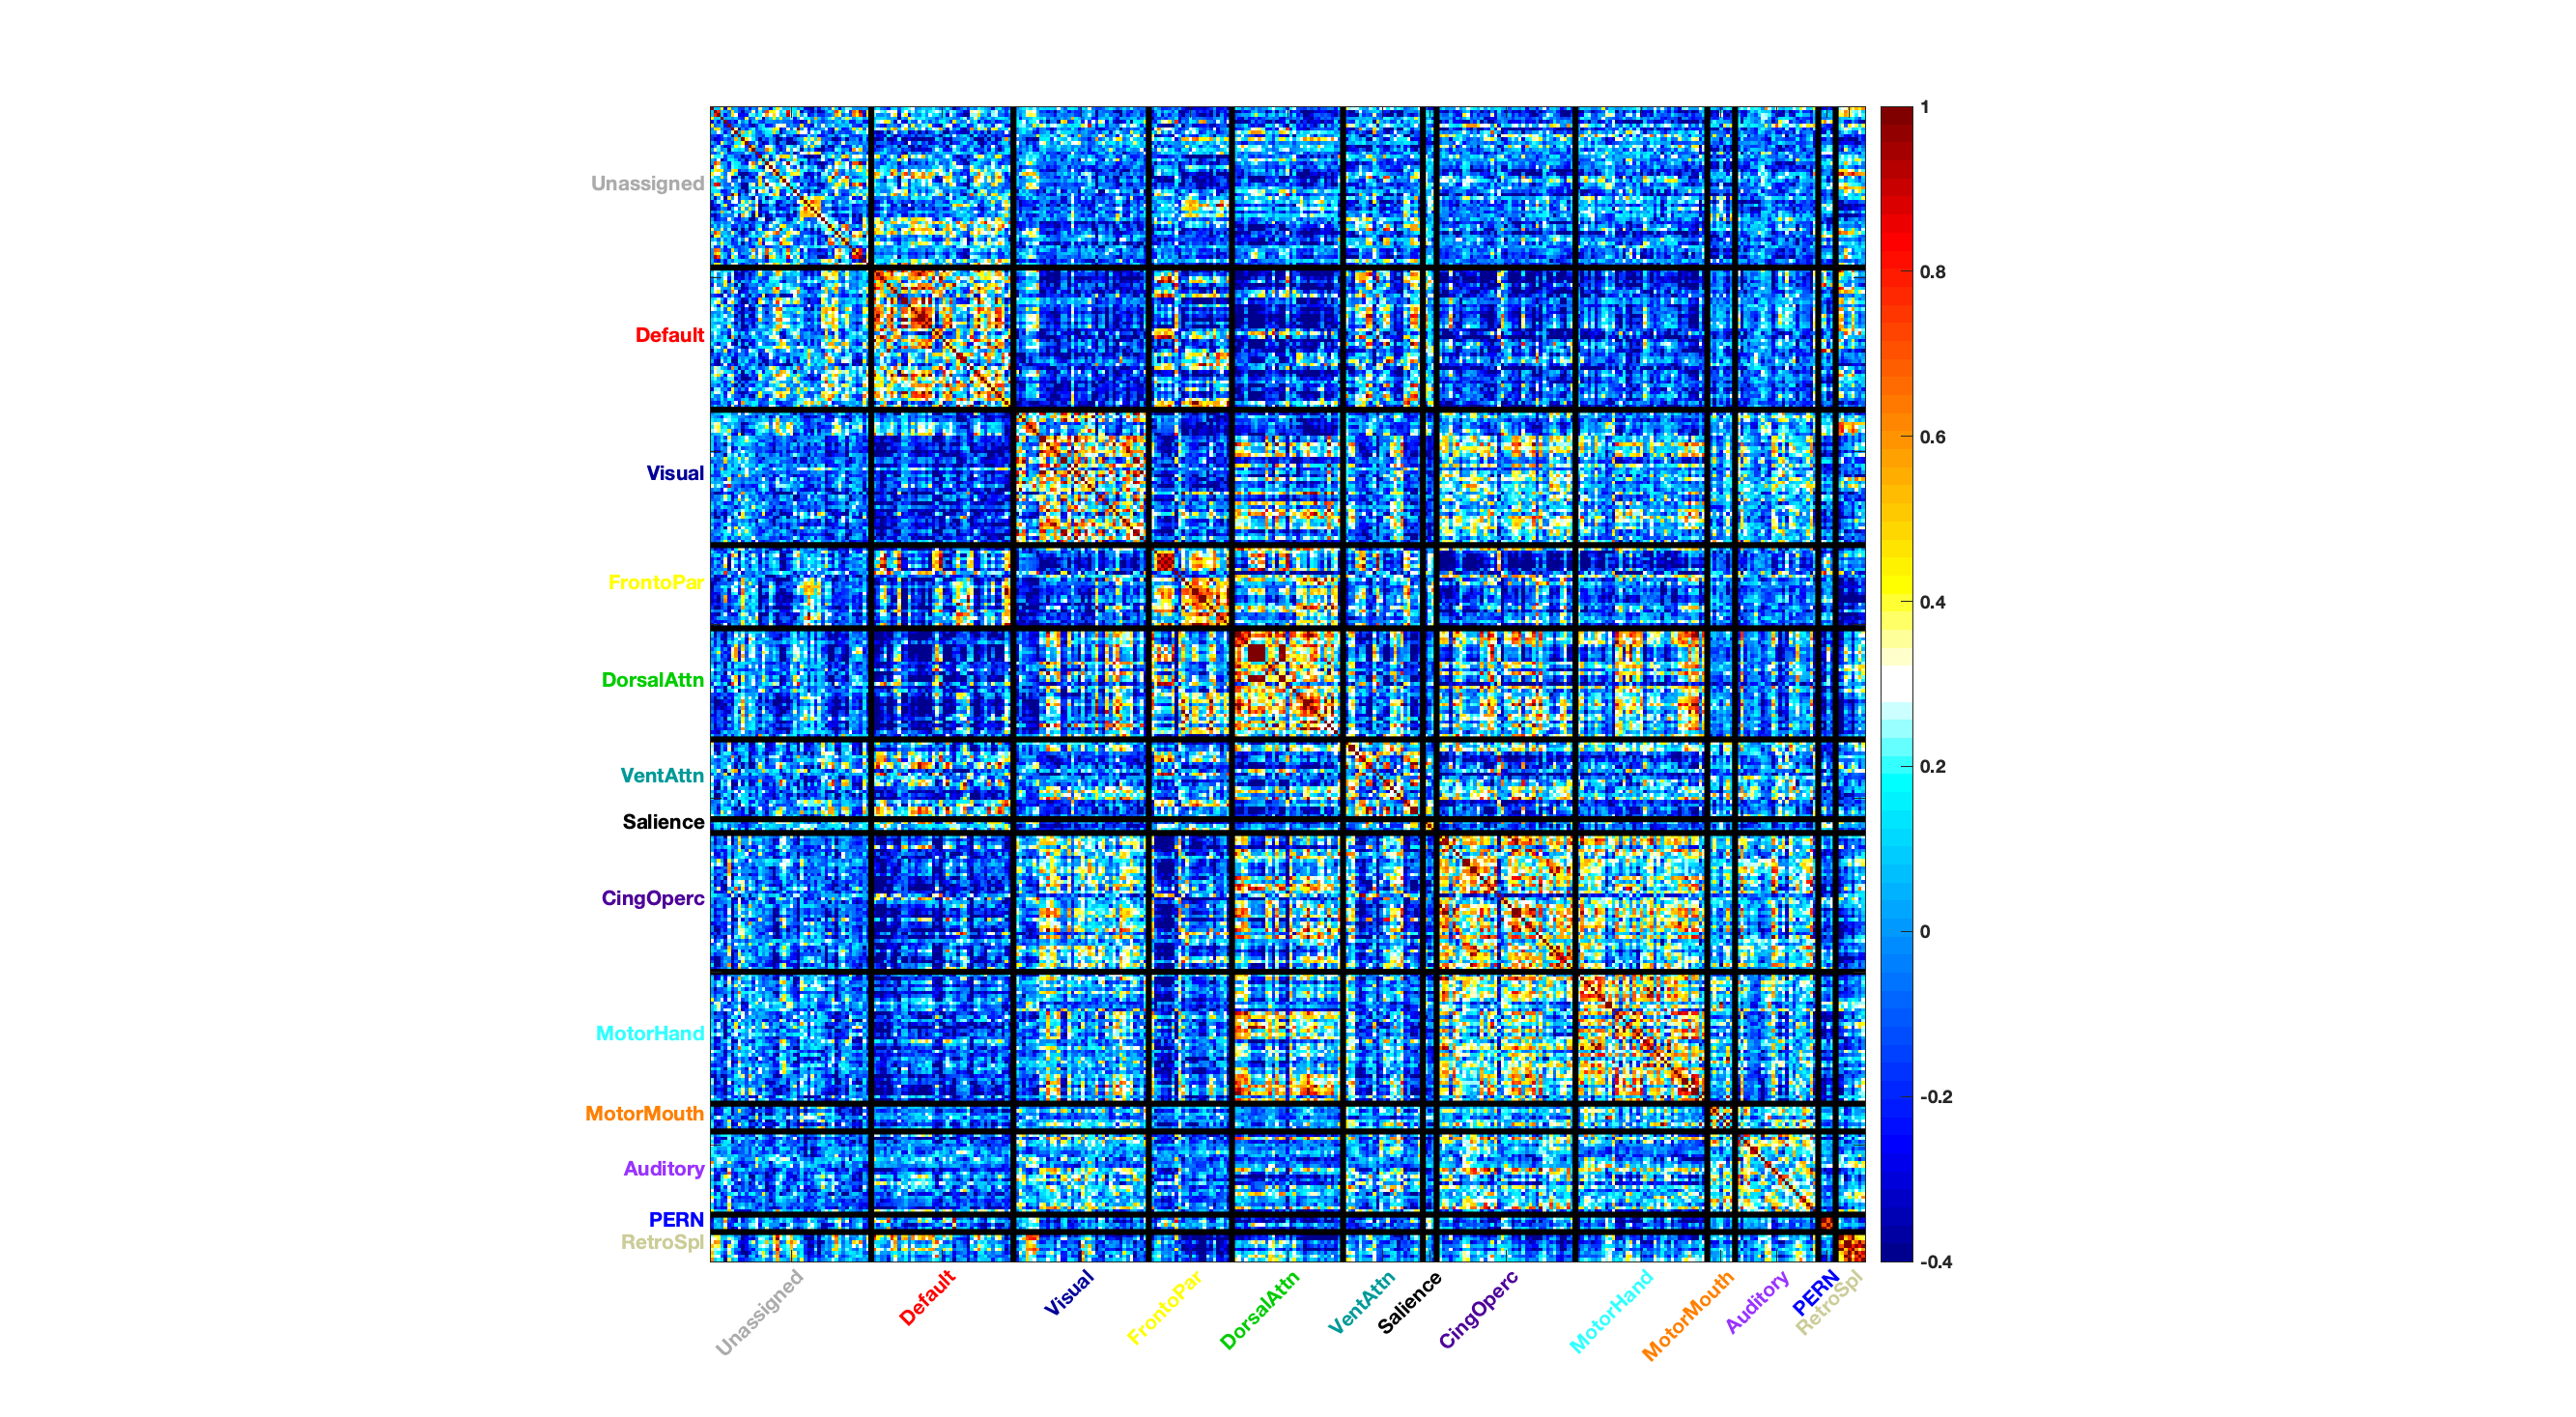 Unassigned
Default
Visual
FrontoPar
DorsalAttn
VentAttn
Salience
CingOperc
MotorHand
MotorMouth
Auditory
PERN
RetroSpl
Unassigned
Default
Visual
FrontoPar
DorsalAttn
VentAttn
Salience
CingOperc
MotorHand
MotorMouth
Auditory
PERN
RetroSpl
1
0.8
0.6
0.4
0.2
0
-0.2
-0.4